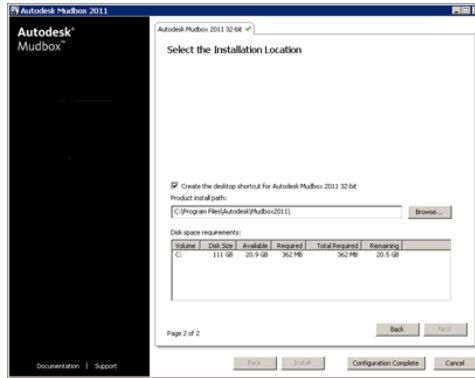 Autodesk Mudbox 2011
Autodesk®
Mudbox™
Autodesk Mudbox 2011 32-bit
Select the Installation Location
Create the desktop shortcut for Autodesk Mudbox 2011 32-bit
Product install path:
C:\Program Files\Autodesk\Mudbox2011\
Browse...
Disk space requirements:
Volume Disk Size Available Required Total Required Remaining
C: 111 GB 20.9 GB 362 MB 362 MB 20.5 GB
Back Next
Page 2 of 2
Documentation | Support
Back Install Configuration Complete Cancel